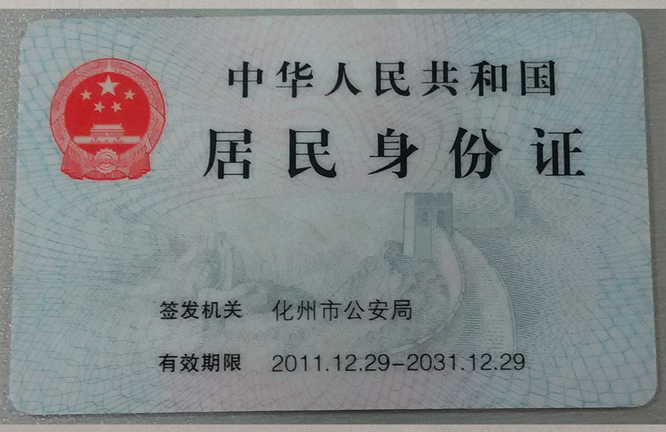 中华人民共和国
居民身份证
签发机关 化州市公安局
有效期限 2011.12.29-2031.12.29